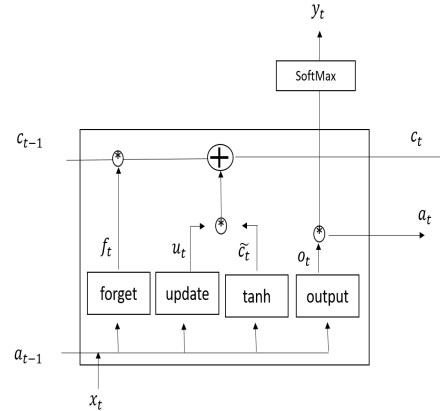 y_t
SoftMax
c_{t−1}
*
+
c_t
*
*
a_t
f_t
u_t
c̃_t
o_t
forget
update
tanh
output
a_{t−1}
x_t